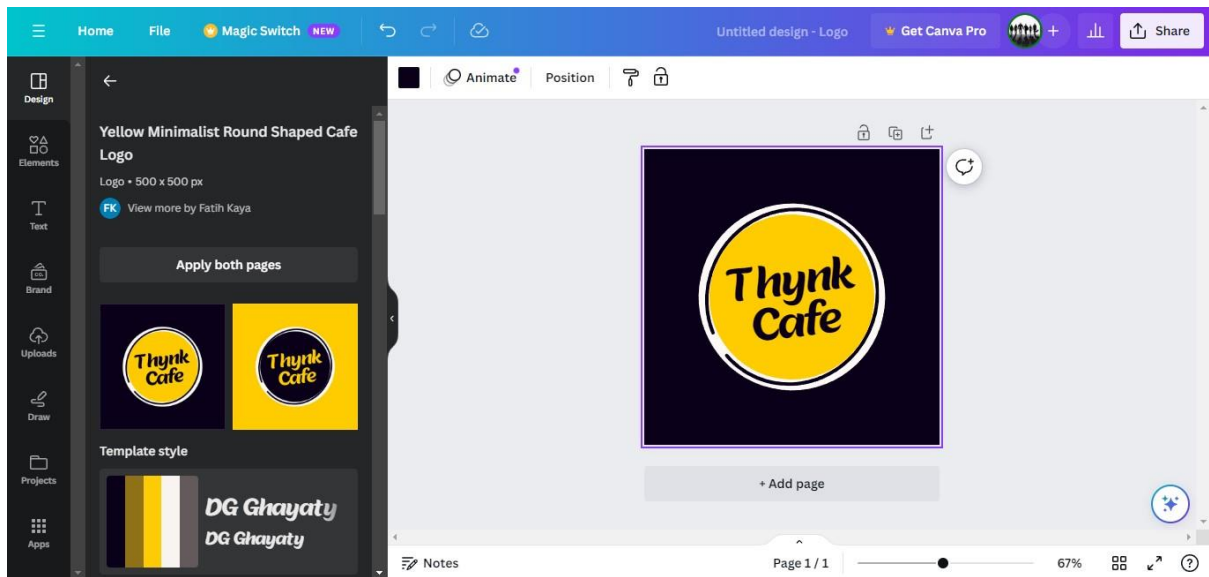 Home File Magic Switch NEW Untitled design - Logo Get Canva Pro + Share
Design
Elements
Text
Brand
Uploads
Draw
Projects
Apps
Yellow Minimalist Round Shaped Cafe
Logo
Logo • 500 x 500 px
FK View more by Fatih Kaya
Apply both pages
Thynk
Cafe
Thynk
Cafe
Template style
DG Ghayaty
DG Ghayaty
Animate Position
Thynk
Cafe
+ Add page
Notes Page 1 / 1 67% ?